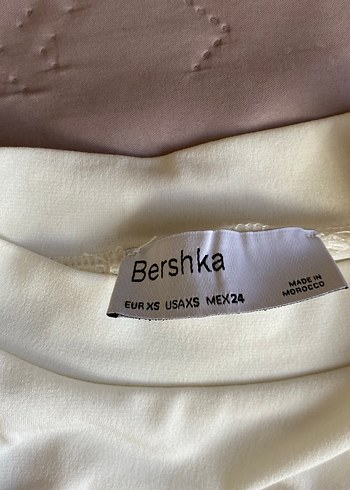 Bershka
EUR XS USA XS MEX 24
MADE IN
MOROCCO